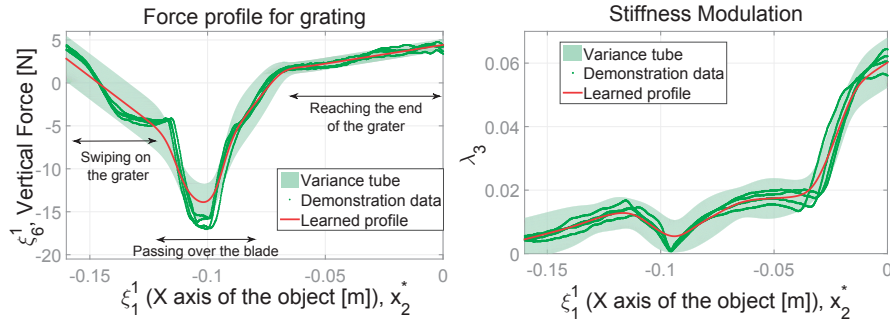 Force profile for grating
5
0
-5
-10
-15
-20
ξ₆¹, Vertical Force [N]
Swiping on
the grater
Reaching the end
of the grater
Passing over the blade
Variance tube
Demonstration data
Learned profile
-0.15
-0.1
-0.05
0
ξ₁¹ (X axis of the object [m]), x₂*
Stiffness Modulation
0.06
0.04
0.02
0
λ₃
Variance tube
Demonstration data
Learned profile
-0.15
-0.1
-0.05
0
ξ₁¹ (X axis of the object [m]), x₂*